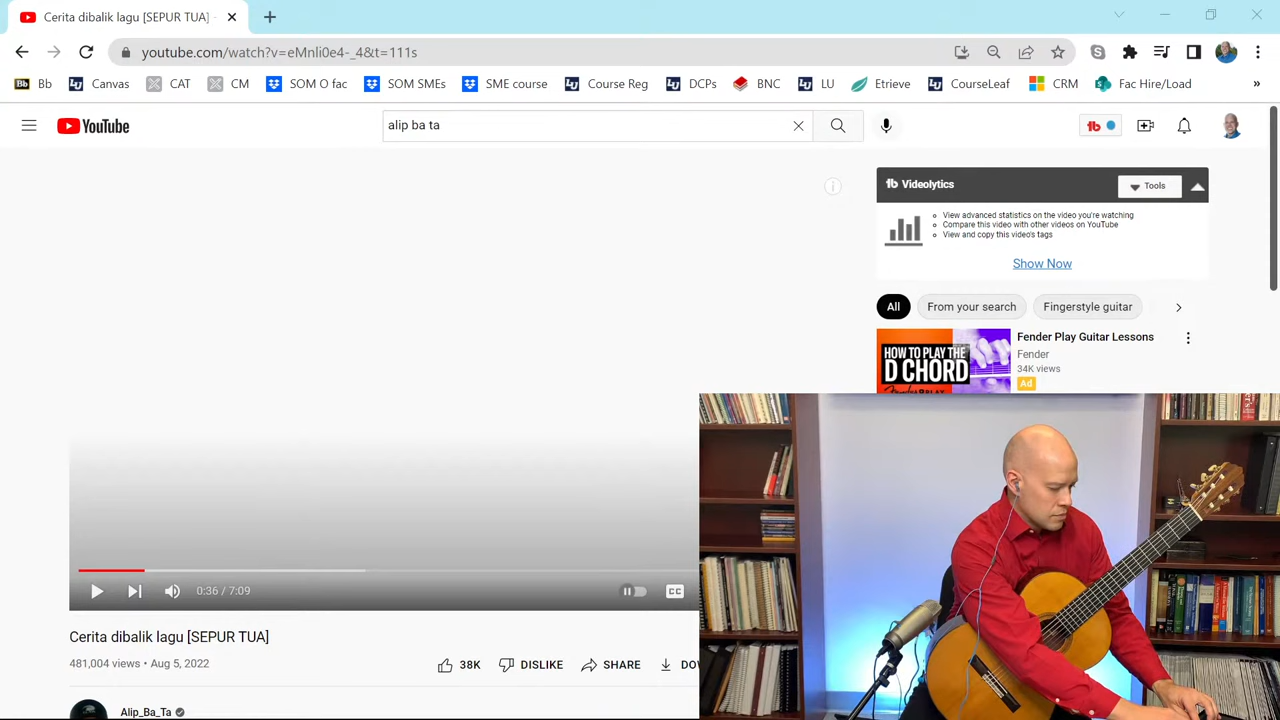 Cerita dibalik lagu [SEPUR TUA] -
youtube.com/watch?v=eMnli0e4-_4&t=111s
Bb Bb Canvas CAT CM SOM O fac SOM SMEs SME course Course Reg DCPs BNC LU Etrieve CourseLeaf CRM Fac Hire/Load »
YouTube
alip ba ta
tb
tb Videolytics
Tools
View advanced statistics on the video you're watching
Compare this video with other videos on YouTube
View and copy this video's tags
Show Now
All From your search Fingerstyle guitar
HOW TO PLAY THE
D CHORD
Fender Play Guitar Lessons
Fender
34K views
Ad
0:36 / 7:09
CC
Cerita dibalik lagu [SEPUR TUA]
481,004 views • Aug 5, 2022
38K DISLIKE SHARE DO
Alip_Ba_Ta